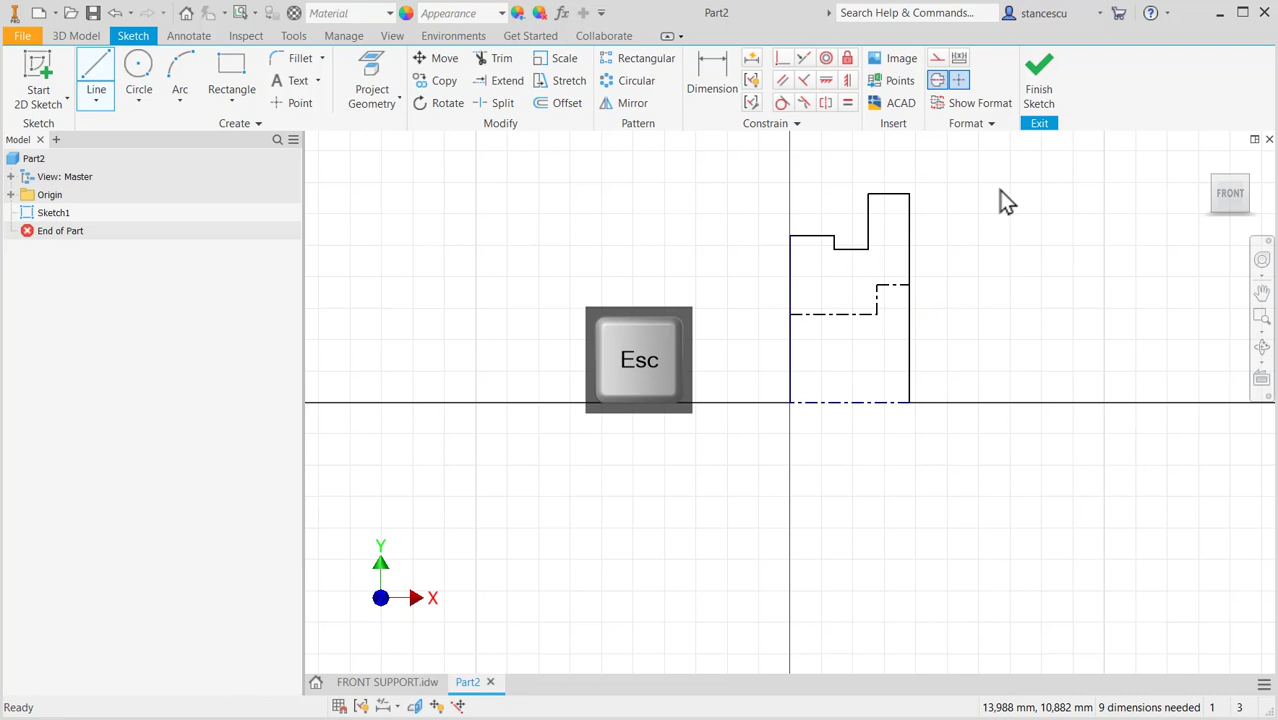 PRO
Material
Appearance
Part2
Search Help & Commands...
stancescu
File
3D Model
Sketch
Annotate
Inspect
Tools
Manage
View
Environments
Get Started
Collaborate
Start
2D Sketch
Line
Circle
Arc
Rectangle
Fillet
Text
Point
Project
Geometry
Move
Copy
Rotate
Trim
Extend
Split
Scale
Stretch
Offset
Rectangular
Circular
Mirror
Dimension
Image
Points
ACAD
Show Format
Finish
Sketch
Sketch
Create
Modify
Pattern
Constrain
Insert
Format
Exit
Model
Part2
View: Master
Origin
Sketch1
End of Part
FRONT
Esc
Y
X
FRONT SUPPORT.idw
Part2
Ready
13,988 mm, 10,882 mm
9 dimensions needed
1
3